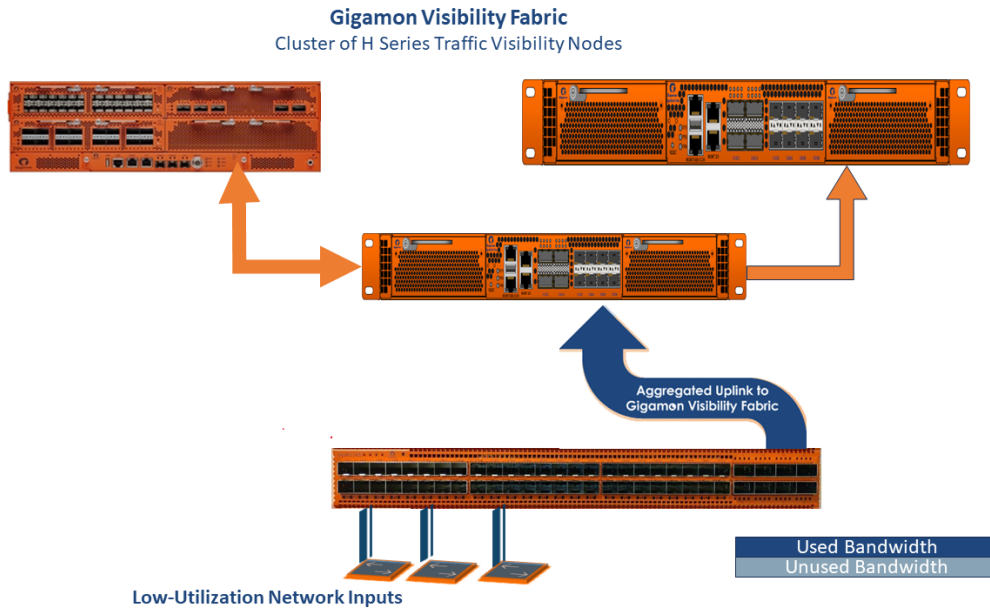 Gigamon Visibility Fabric
Cluster of H Series Traffic Visibility Nodes
Aggregated Uplink to
Gigamon Visibility Fabric
Used Bandwidth
Unused Bandwidth
Low-Utilization Network Inputs